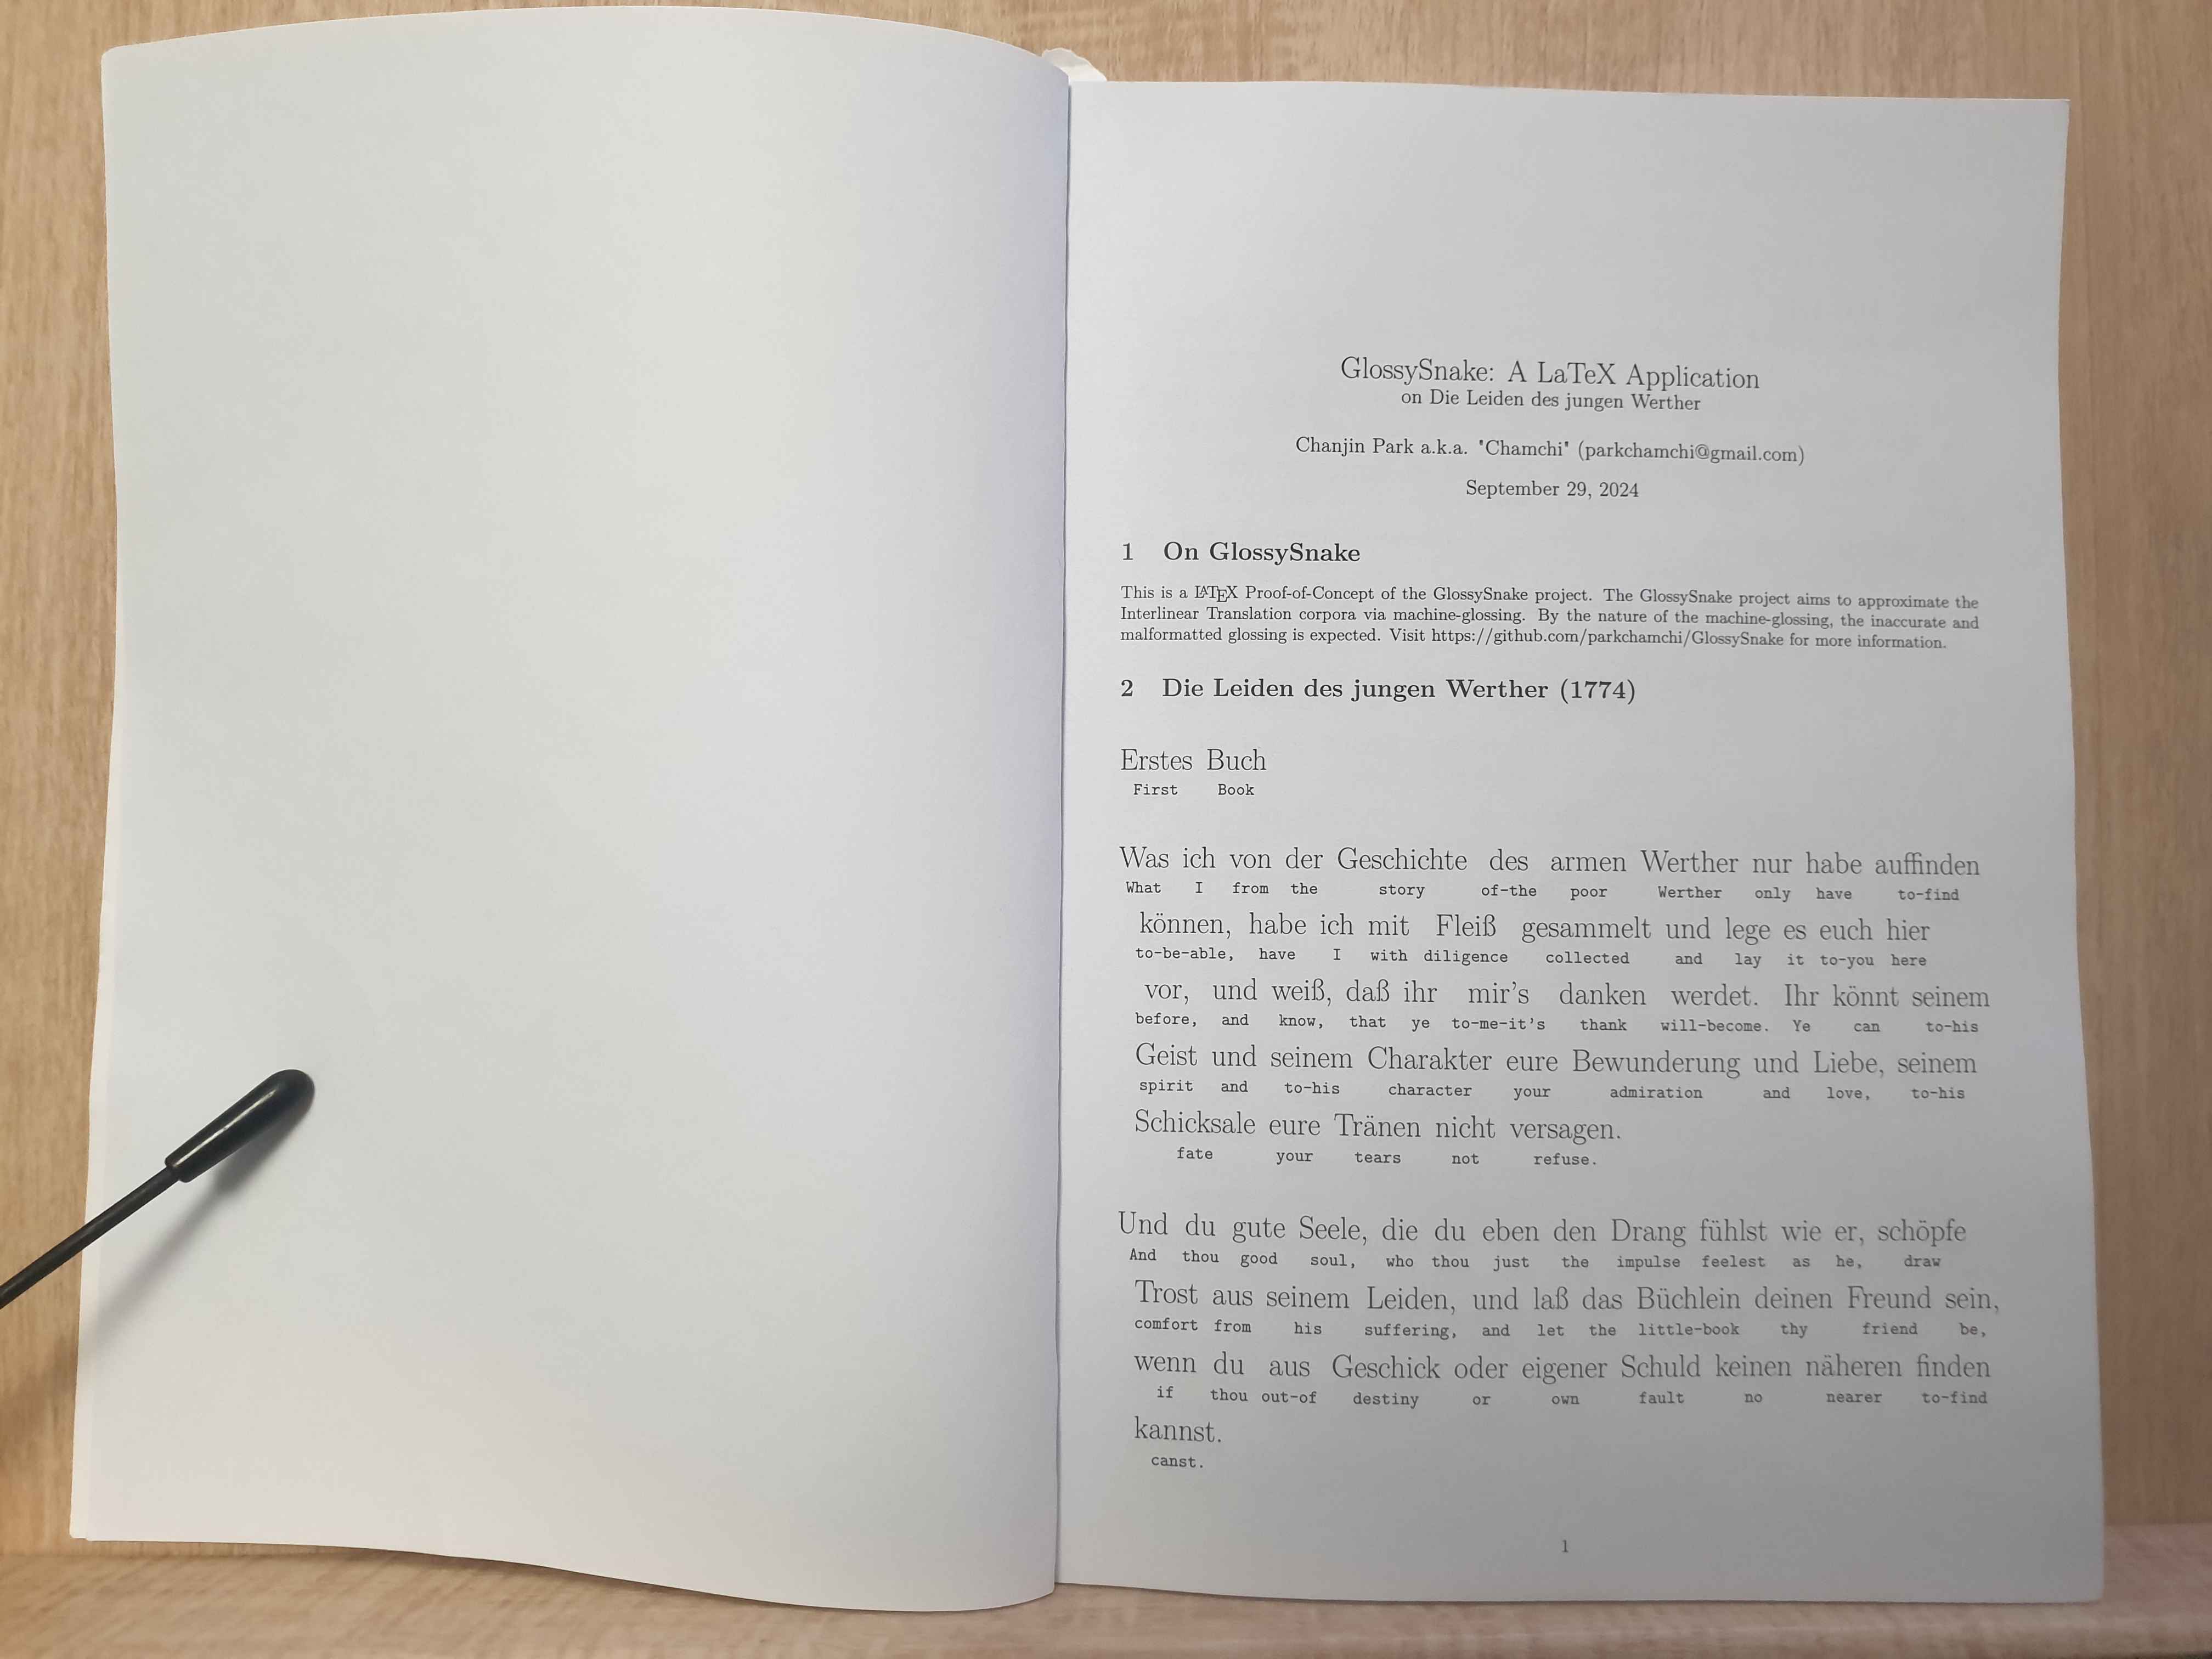 GlossySnake: A LaTeX Application
on Die Leiden des jungen Werther
Chanjin Park a.k.a. "Chamchi" (parkchamchi@gmail.com)
September 29, 2024
1 On GlossySnake
This is a LATEX Proof-of-Concept of the GlossySnake project. The GlossySnake project aims to approximate the
Interlinear Translation corpora via machine-glossing. By the nature of the machine-glossing, the inaccurate and
malformatted glossing is expected. Visit https://github.com/parkchamchi/GlossySnake for more information.
2 Die Leiden des jungen Werther (1774)
Erstes Buch
First Book
Was ich von der Geschichte des armen Werther nur habe auffinden
What I from the story of-the poor Werther only have to-find
können, habe ich mit Fleiß gesammelt und lege es euch hier
to-be-able, have I with diligence collected and lay it to-you here
vor, und weiß, daß ihr mir's danken werdet. Ihr könnt seinem
before, and know, that ye to-me-it's thank will-become. Ye can to-his
Geist und seinem Charakter eure Bewunderung und Liebe, seinem
spirit and to-his character your admiration and love, to-his
Schicksale eure Tränen nicht versagen.
fate your tears not refuse.
Und du gute Seele, die du eben den Drang fühlst wie er, schöpfe
And thou good soul, who thou just the impulse feelest as he, draw
Trost aus seinem Leiden, und laß das Büchlein deinen Freund sein,
comfort from his suffering, and let the little-book thy friend be,
wenn du aus Geschick oder eigener Schuld keinen näheren finden
if thou out-of destiny or own fault no nearer to-find
kannst.
canst.
1